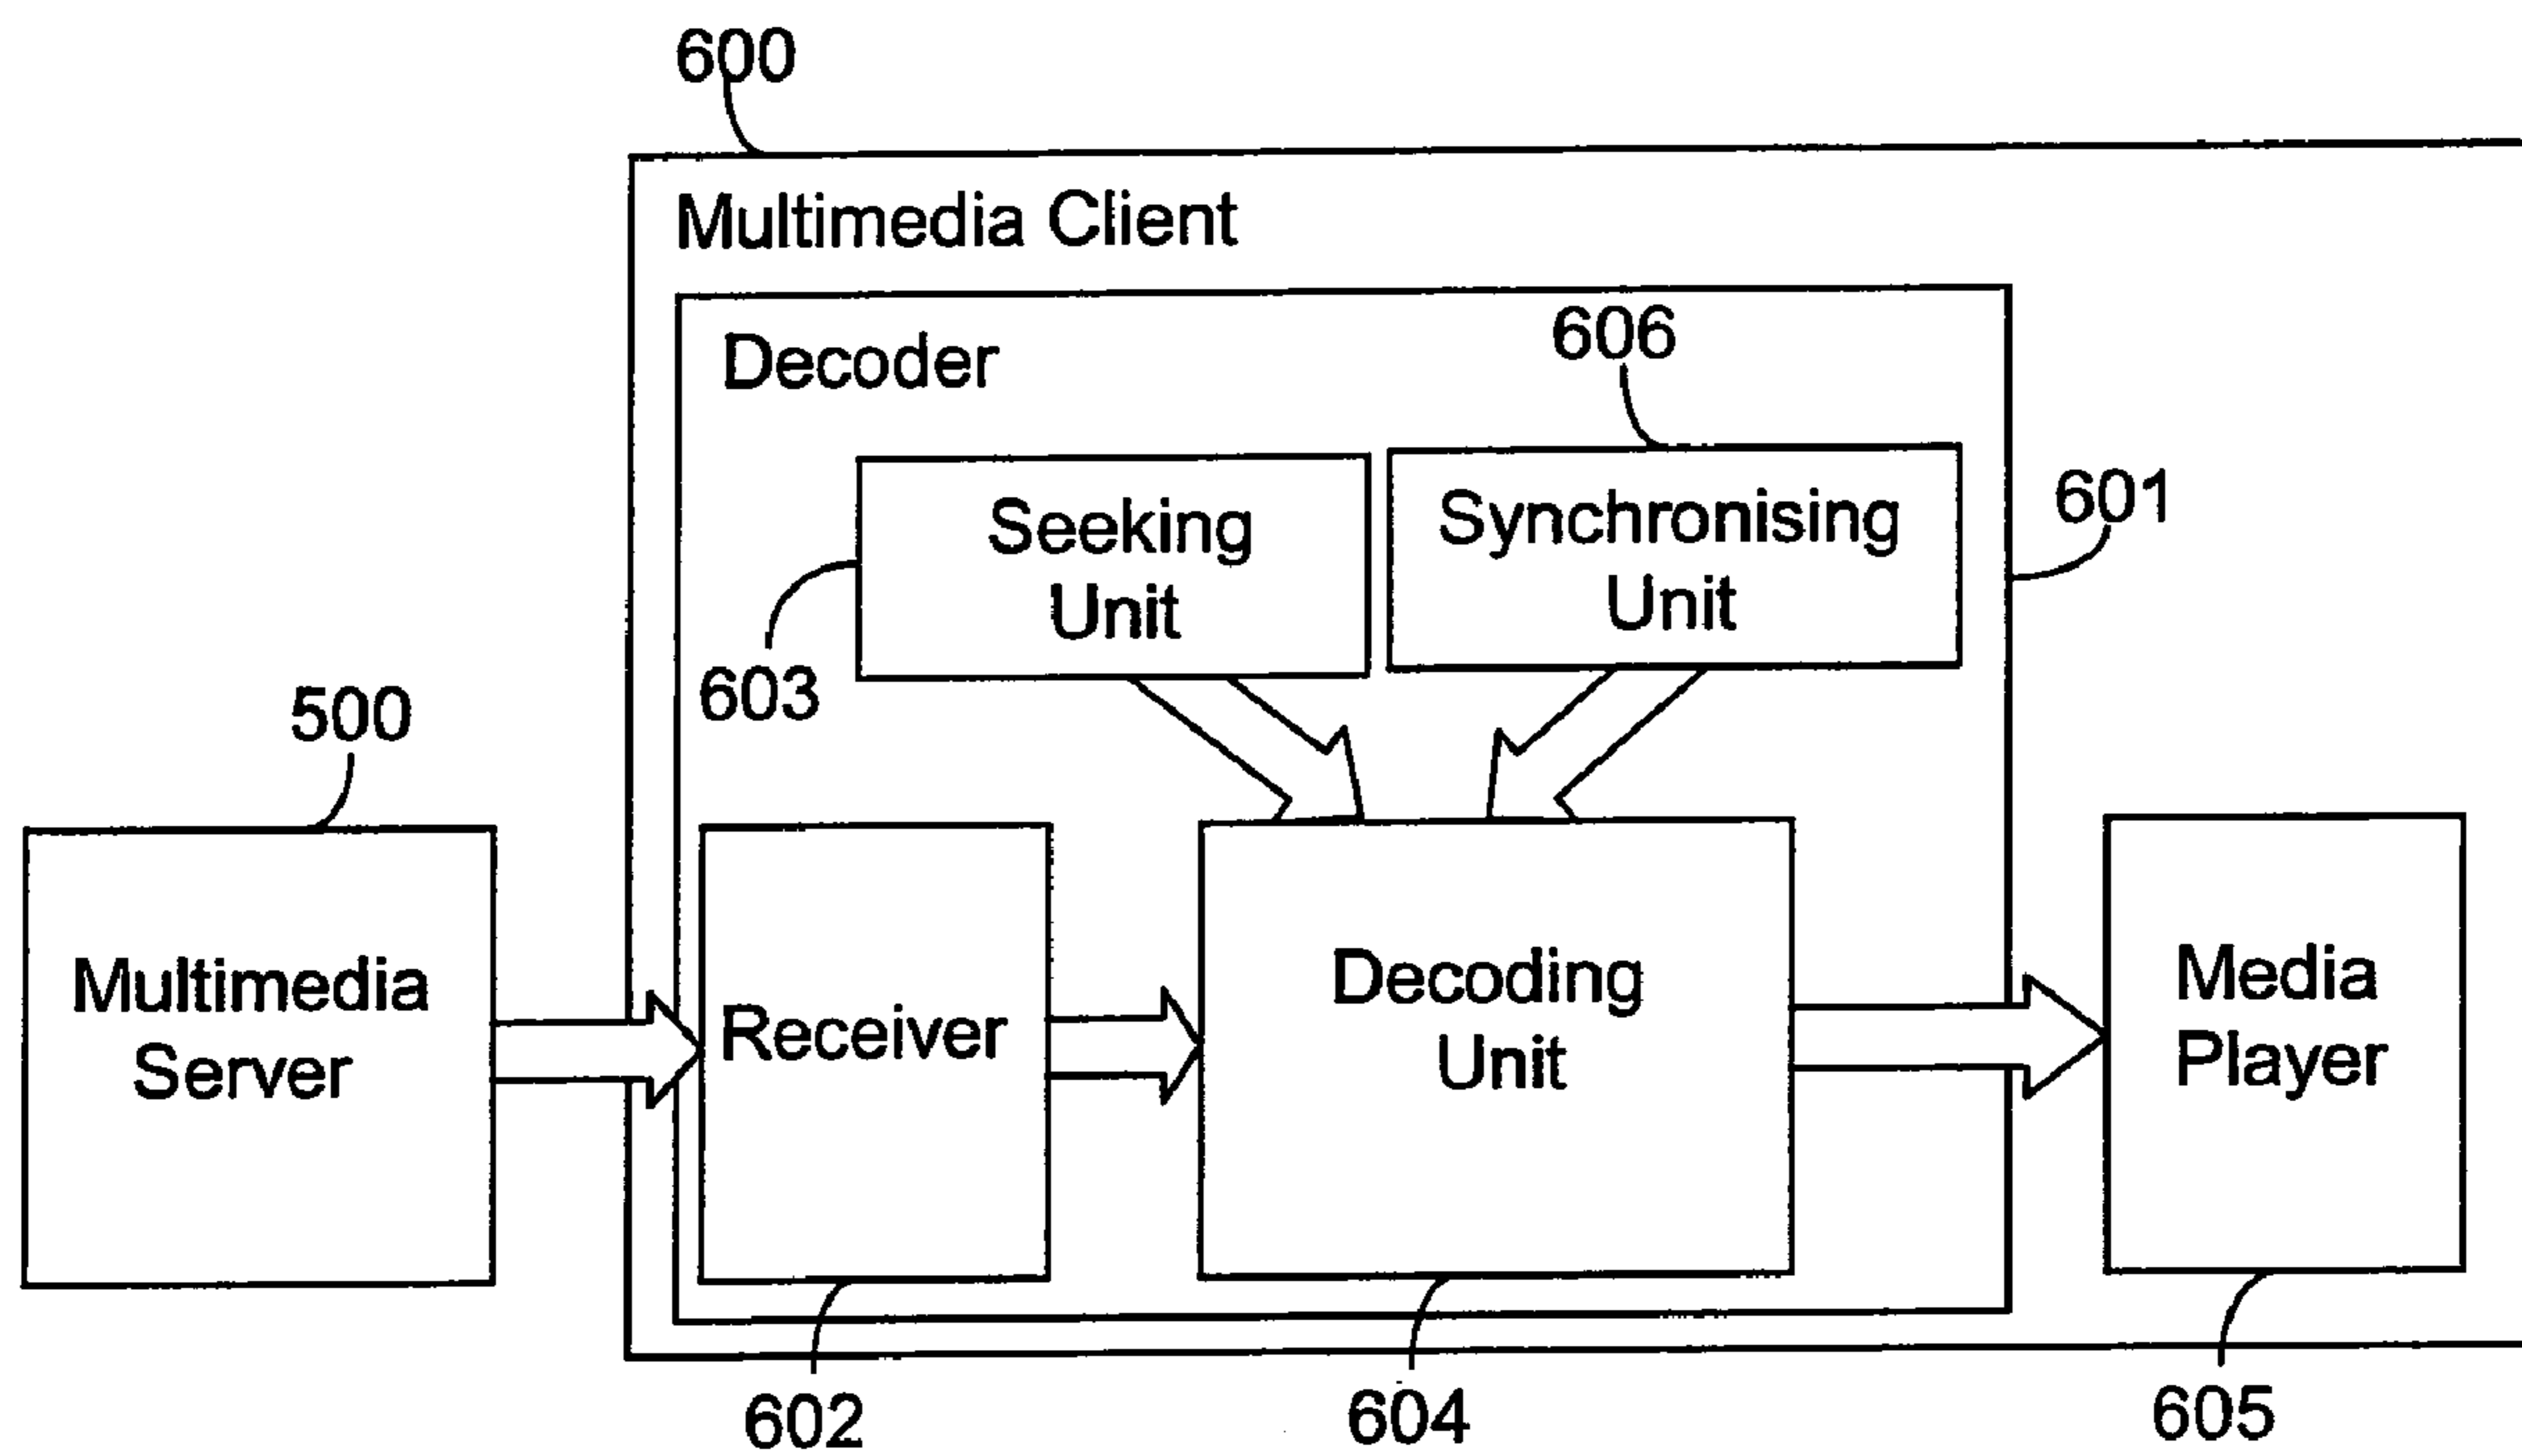 600
Multimedia Client
Decoder
606
601
Seeking
Unit
Synchronising
Unit
603
500
Multimedia
Server
Receiver
Decoding
Unit
Media
Player
602
604
605